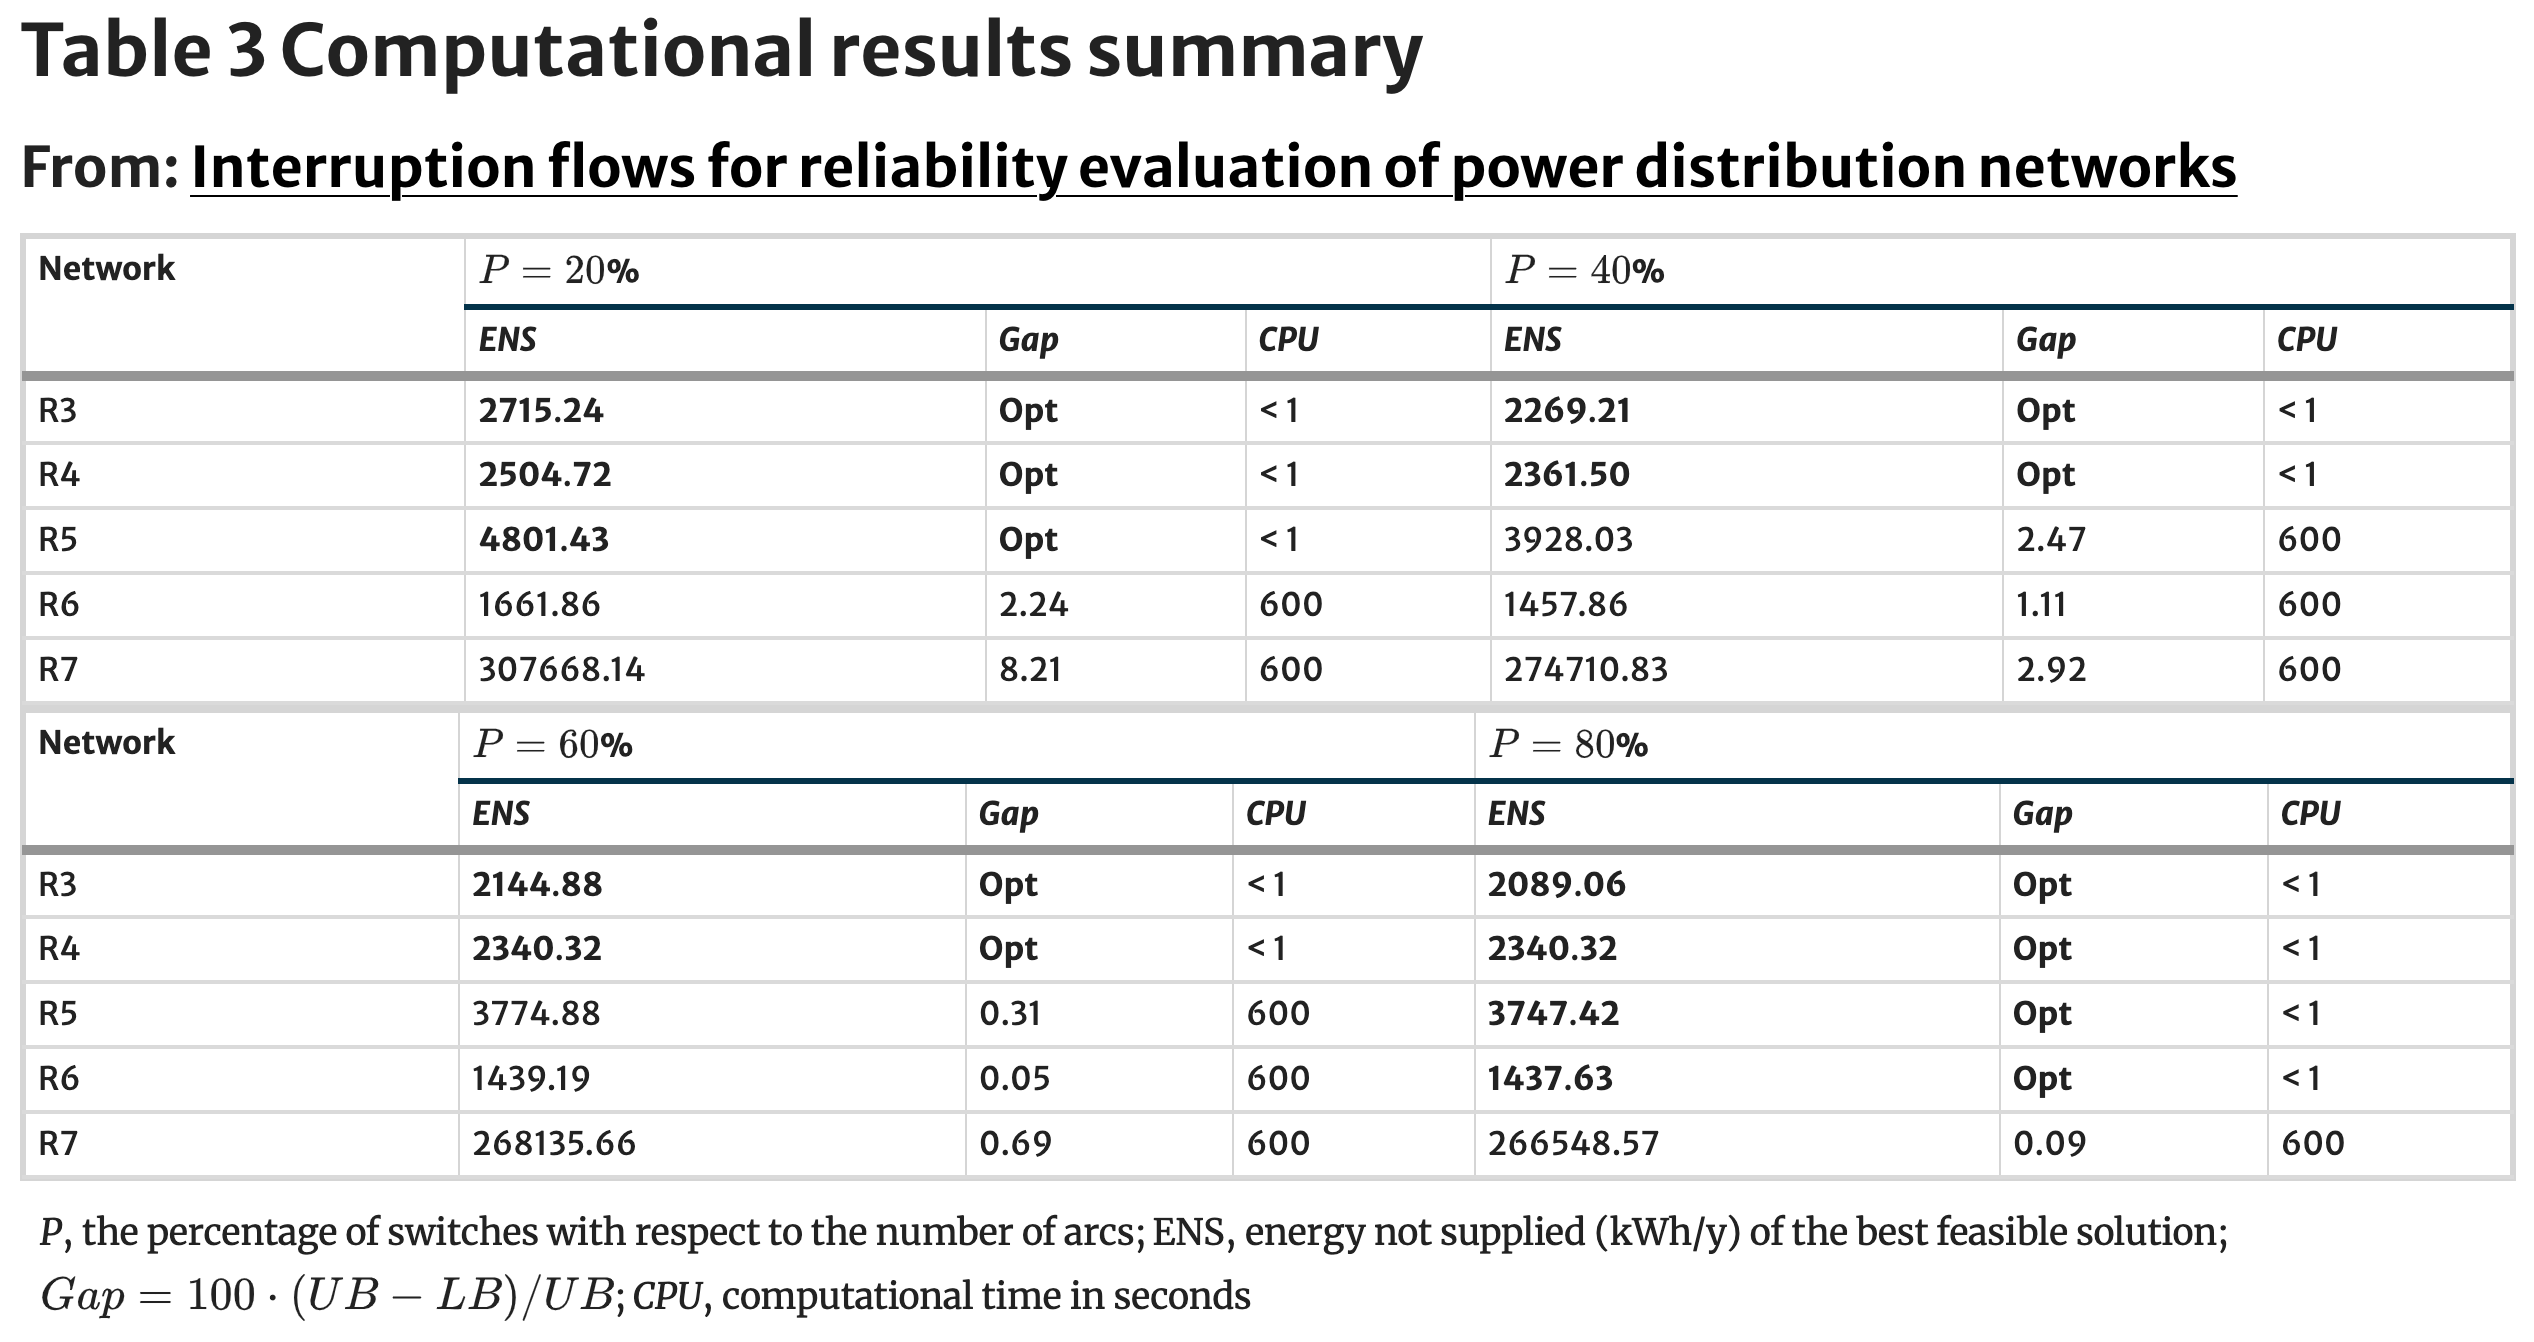 Table 3 Computational results summary
From: Interruption flows for reliability evaluation of power distribution networks
Network P = 20% P = 40%
ENS Gap CPU ENS Gap CPU
R3 2715.24 Opt < 1 2269.21 Opt < 1
R4 2504.72 Opt < 1 2361.50 Opt < 1
R5 4801.43 Opt < 1 3928.03 2.47 600
R6 1661.86 2.24 600 1457.86 1.11 600
R7 307668.14 8.21 600 274710.83 2.92 600
Network P = 60% P = 80%
ENS Gap CPU ENS Gap CPU
R3 2144.88 Opt < 1 2089.06 Opt < 1
R4 2340.32 Opt < 1 2340.32 Opt < 1
R5 3774.88 0.31 600 3747.42 Opt < 1
R6 1439.19 0.05 600 1437.63 Opt < 1
R7 268135.66 0.69 600 266548.57 0.09 600
P, the percentage of switches with respect to the number of arcs; ENS, energy not supplied (kWh/y) of the best feasible solution;
Gap = 100 · (UB − LB)/UB; CPU, computational time in seconds